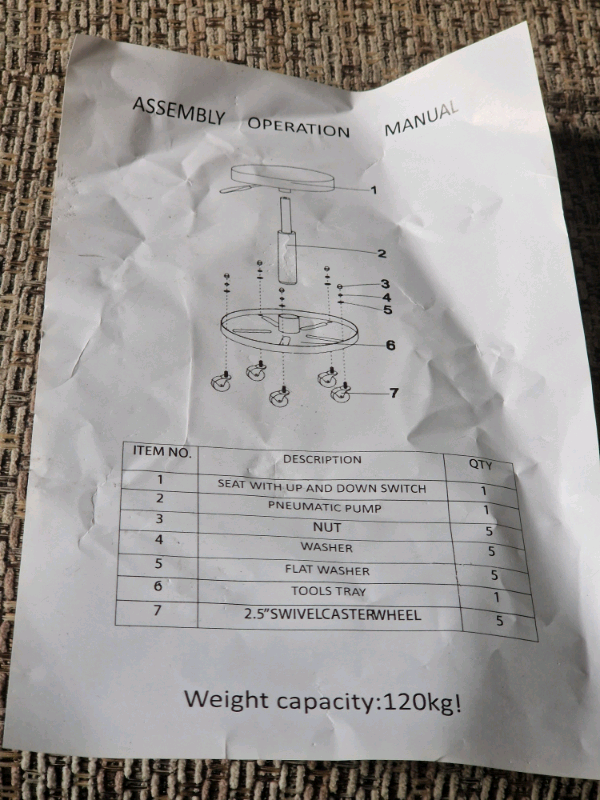 ASSEMBLY OPERATION MANUAL
1
2
3
4
5
6
7
ITEM NO. DESCRIPTION QTY
1 SEAT WITH UP AND DOWN SWITCH 1
2 PNEUMATIC PUMP 1
3 NUT 5
4 WASHER 5
5 FLAT WASHER 5
6 TOOLS TRAY 1
7 2.5"SWIVELCASTERWHEEL 5
Weight capacity:120kg!